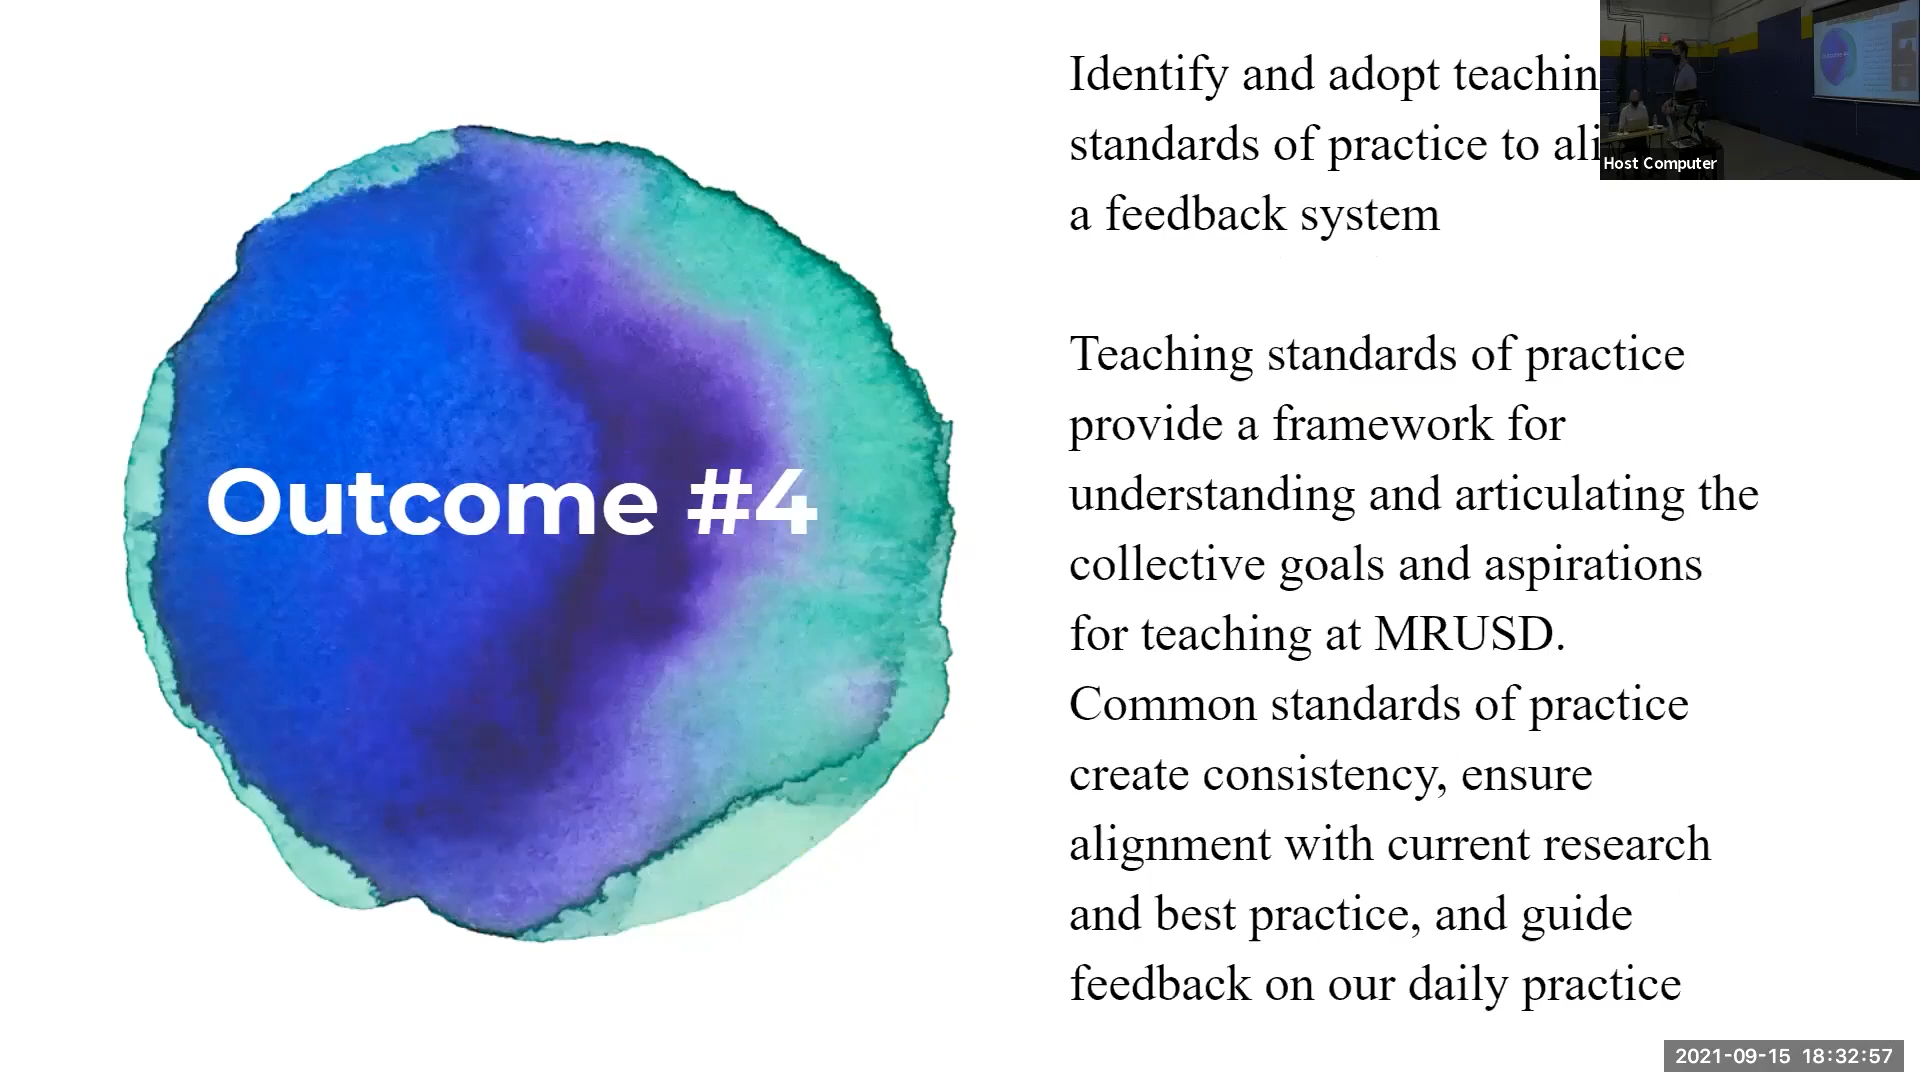 Identify and adopt teachin
standards of practice to ali
a feedback system
Teaching standards of practice
provide a framework for
understanding and articulating the
collective goals and aspirations
for teaching at MRUSD.
Common standards of practice
create consistency, ensure
alignment with current research
and best practice, and guide
feedback on our daily practice
Outcome #4
Host Computer
2021-09-15 18:32:57